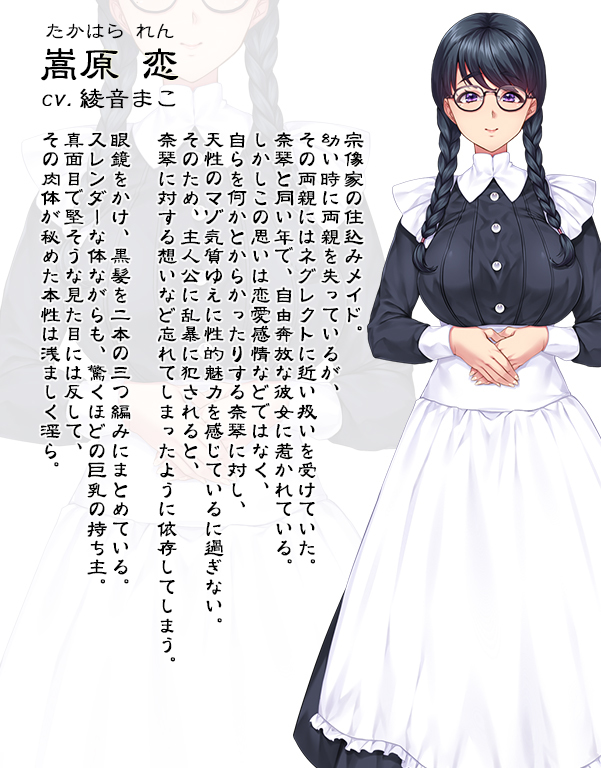 たかはら れん
嵩原 恋
cv. 綾音まこ
宗像家の住込みメイド。
幼い時に両親を失っているが、
その両親にはネグレクトに近い扱いを受けていた。
奈琴と同い年で、自由奔放な彼女に惹かれている。
しかしこの思いは恋愛感情などではなく、
自らを何かとからかったりする奈琴に対し、
天性のマゾ気質ゆえに性的魅力を感じているに過ぎない。
そのため、主人公に乱暴に犯されると、
奈琴に対する想いなど忘れてしまったように依存してしまう。
眼鏡をかけ、黒髪を二本の三つ編みにまとめている。
スレンダーな体ながらも、驚くほどの巨乳の持ち主。
真面目で堅そうな見た目には反して、
その肉体が秘めた本性は浅ましく淫ら。